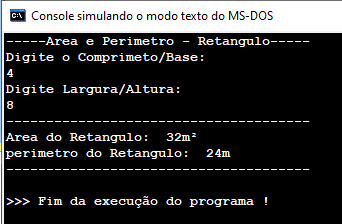 Console simulando o modo texto do MS-DOS
-----Area e Perimetro - Retangulo-----
Digite o Comprimeto/Base:
4
Digite Largura/Altura:
8
--------------------------------------
Area do Retangulo:  32m²
perimetro do Retangulo:  24m
--------------------------------------
>>> Fim da execução do programa !